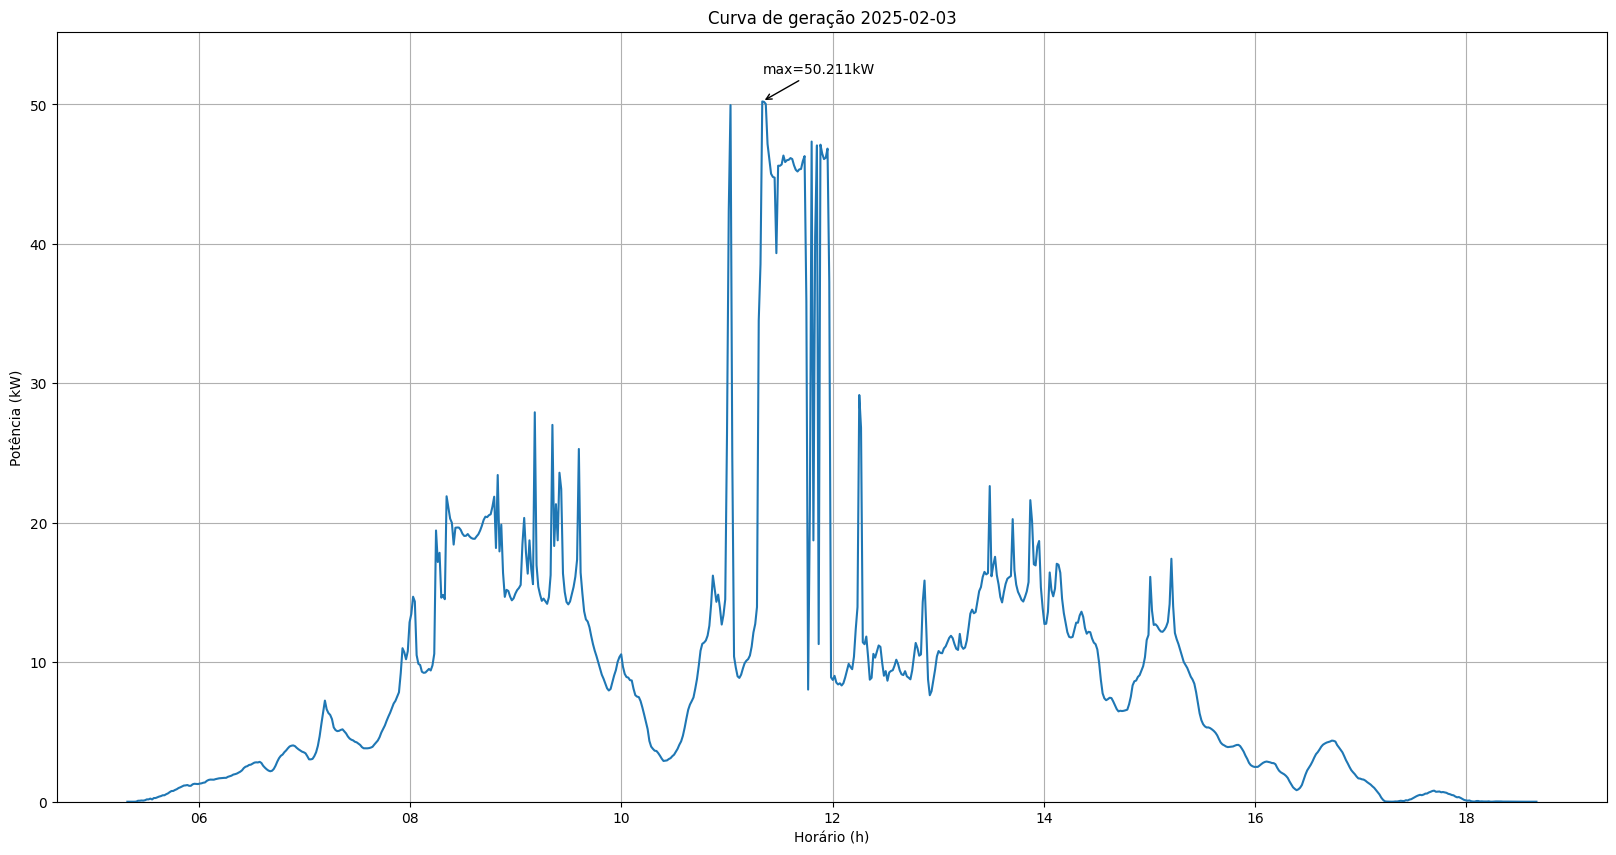 Curva de geração 2025-02-03
max=50.211kW
50
40
30
20
10
0
Potência (kW)
06 08 10 12 14 16 18
Horário (h)